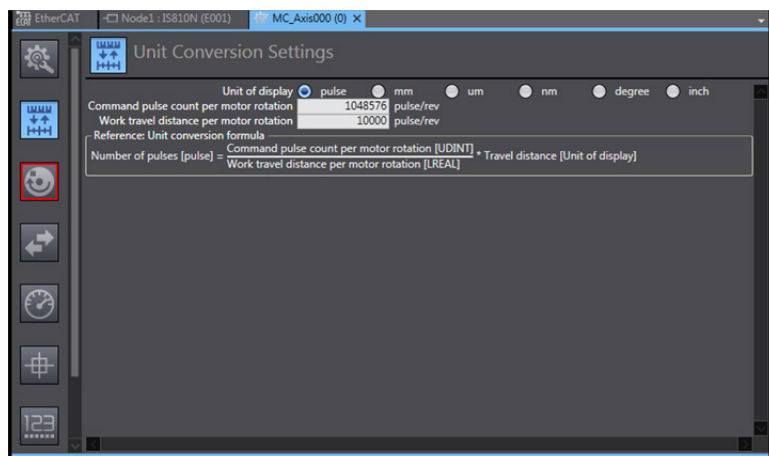 EtherCAT
Node1 : IS810N (E001)
MC_Axis000 (0)
Unit Conversion Settings
Unit of display pulse mm um nm degree inch
Command pulse count per motor rotation 1048576 pulse/rev
Work travel distance per motor rotation 10000 pulse/rev
Reference: Unit conversion formula
Number of pulses [pulse] = Command pulse count per motor rotation [UDINT]
Work travel distance per motor rotation [LREAL] * Travel distance [Unit of display]
123